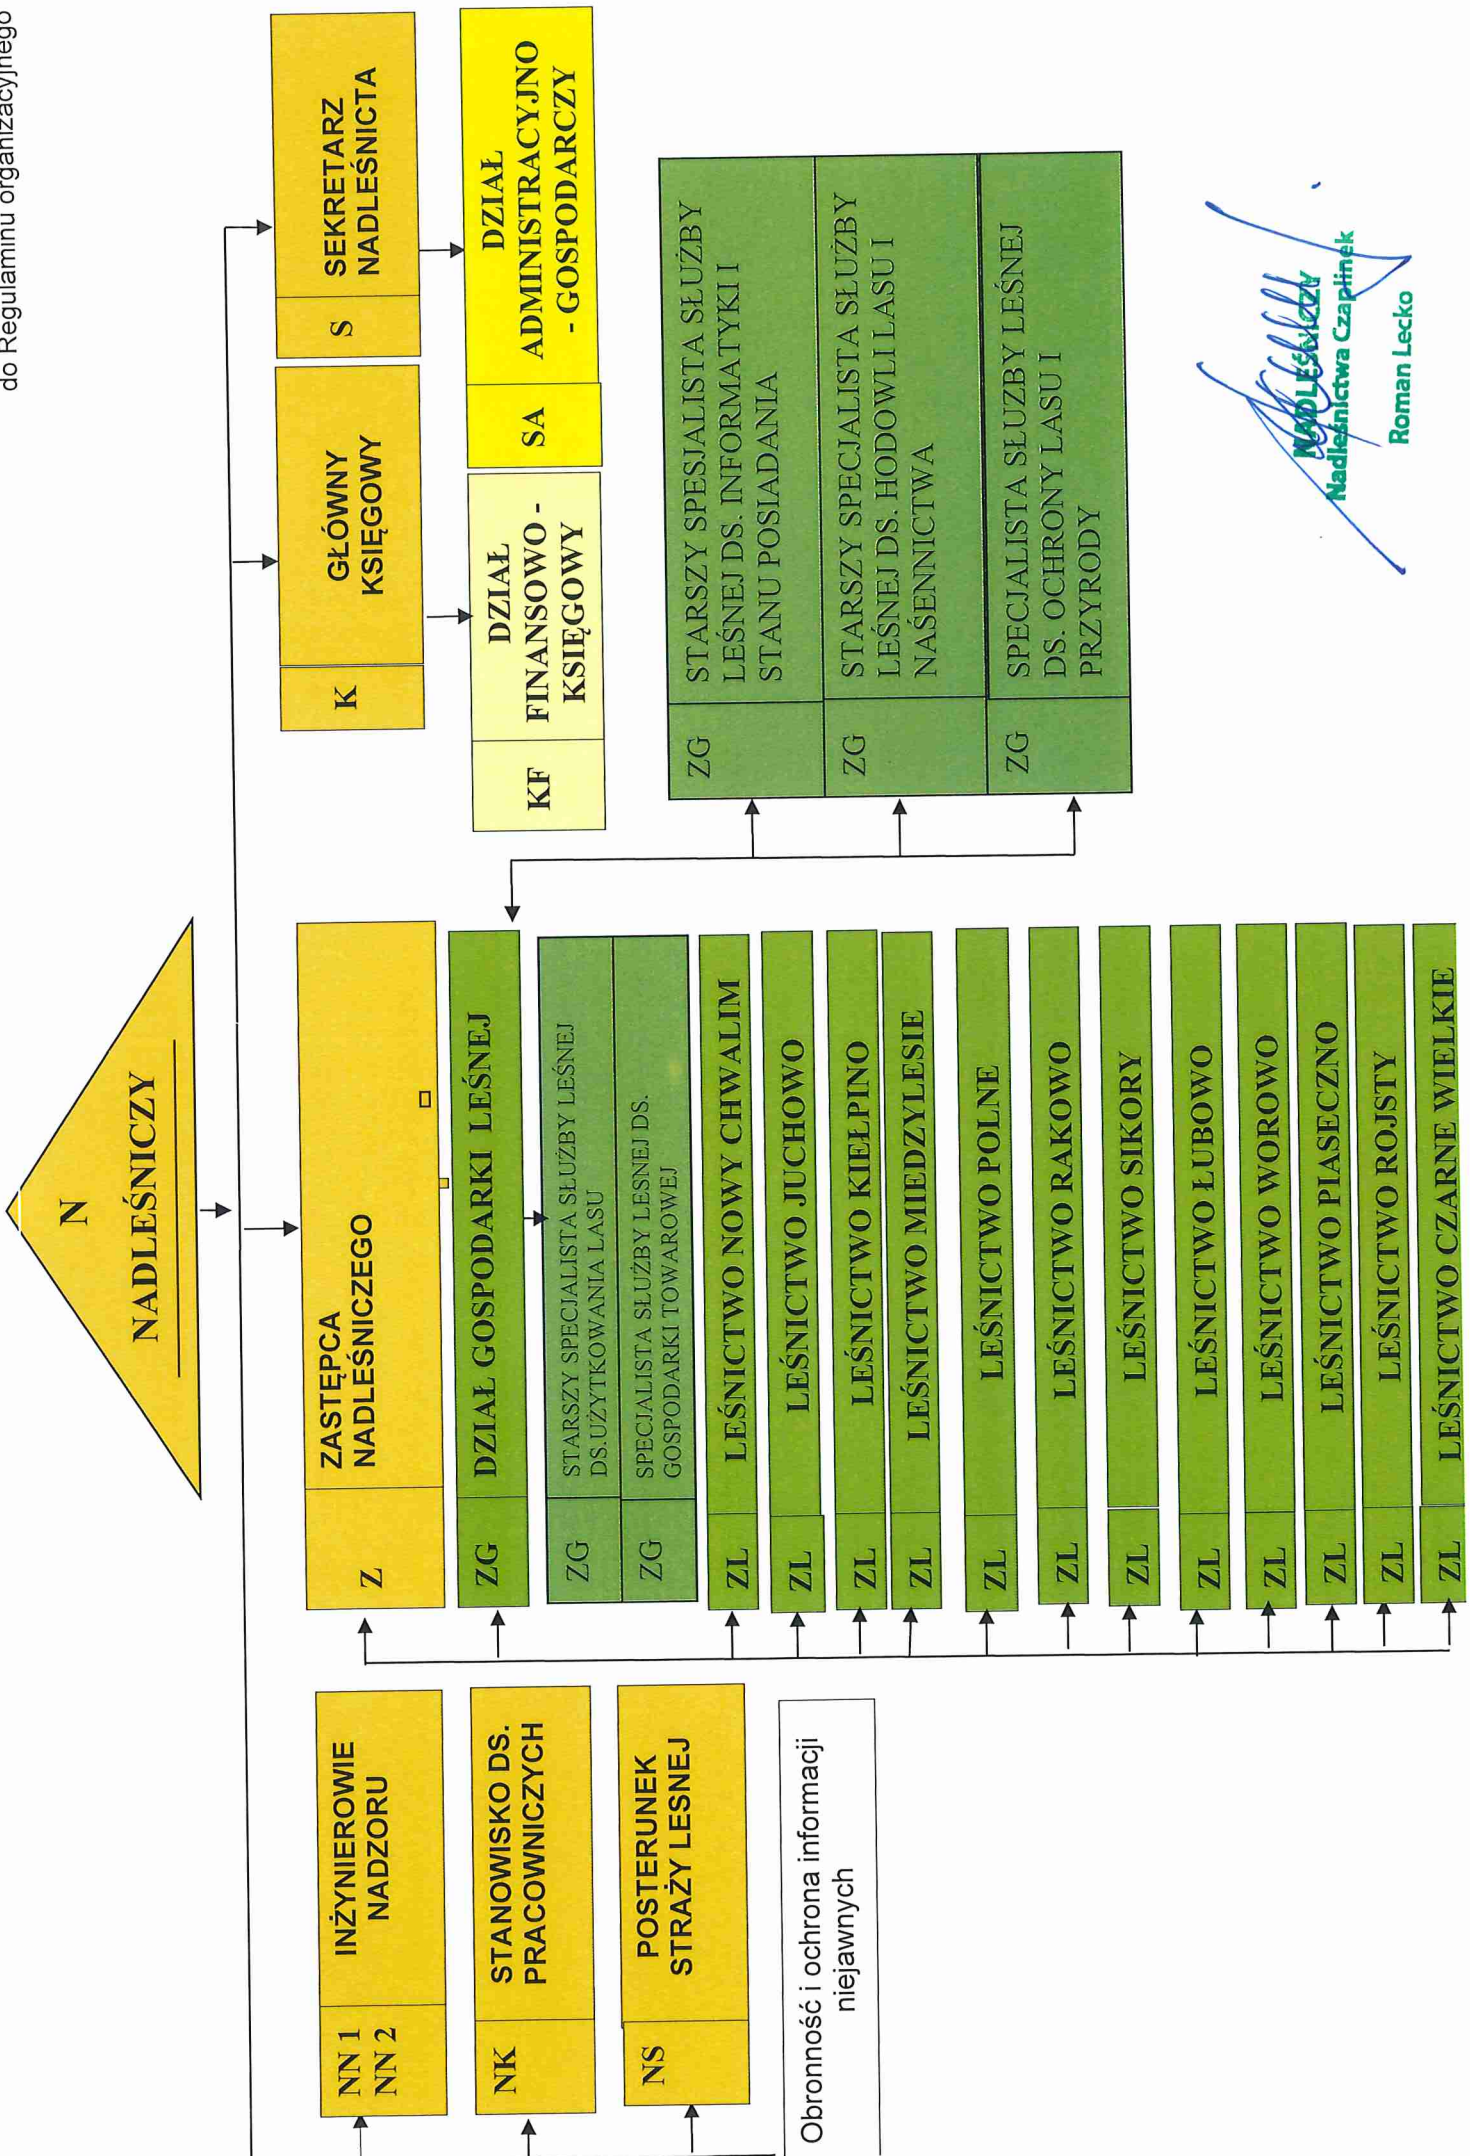 do Regulaminu organizacyjnego
N
NADLEŚNICZY
NN 1
NN 2
INŻYNIEROWIE
NADZORU
NK
STANOWISKO DS.
PRACOWNICZYCH
NS
POSTERUNEK
STRAŻY LESNEJ
Obronność i ochrona informacji
niejawnych
Z
ZASTĘPCA
NADLEŚNICZEGO
ZG
DZIAŁ GOSPODARKI LEŚNEJ
ZG
STARSZY SPECJALISTA SŁUŻBY LEŚNEJ
DS.UŻYTKOWANIA LASU
ZG
SPECJALISTA SŁUŻBY LESNEJ DS.
GOSPODARKI TOWAROWEJ
ZL LEŚNICTWO NOWY CHWALIM
ZL LEŚNICTWO JUCHOWO
ZL LEŚNICTWO KIEŁPINO
ZL LEŚNICTWO MIEDZYLESIE
ZL LEŚNICTWO POLNE
ZL LEŚNICTWO RAKOWO
ZL LEŚNICTWO SIKORY
ZL LEŚNICTWO ŁUBOWO
ZL LEŚNICTWO WOROWO
ZL LEŚNICTWO PIASECZNO
ZL LEŚNICTWO ROJSTY
ZL LEŚNICTWO CZARNE WIELKIE
K
GŁÓWNY
KSIĘGOWY
KF
DZIAŁ
FINANSOWO -
KSIĘGOWY
S
SEKRETARZ
NADLEŚNICTA
SA
DZIAŁ
ADMINISTRACYJNO
- GOSPODARCZY
ZG
STARSZY SPESJALISTA SŁUŻBY
LEŚNEJ DS. INFORMATYKI I
STANU POSIADANIA
ZG
STARSZY SPECJALISTA SŁUŻBY
LEŚNEJ DS. HODOWLI LASU I
NASENNICTWA
ZG
SPECJALISTA SŁUZBY LEŚNEJ
DS. OCHRONY LASU I
PRZYRODY
NADLEŚNICZY
Nadleśnictwa Czaplinek
Roman Lecko